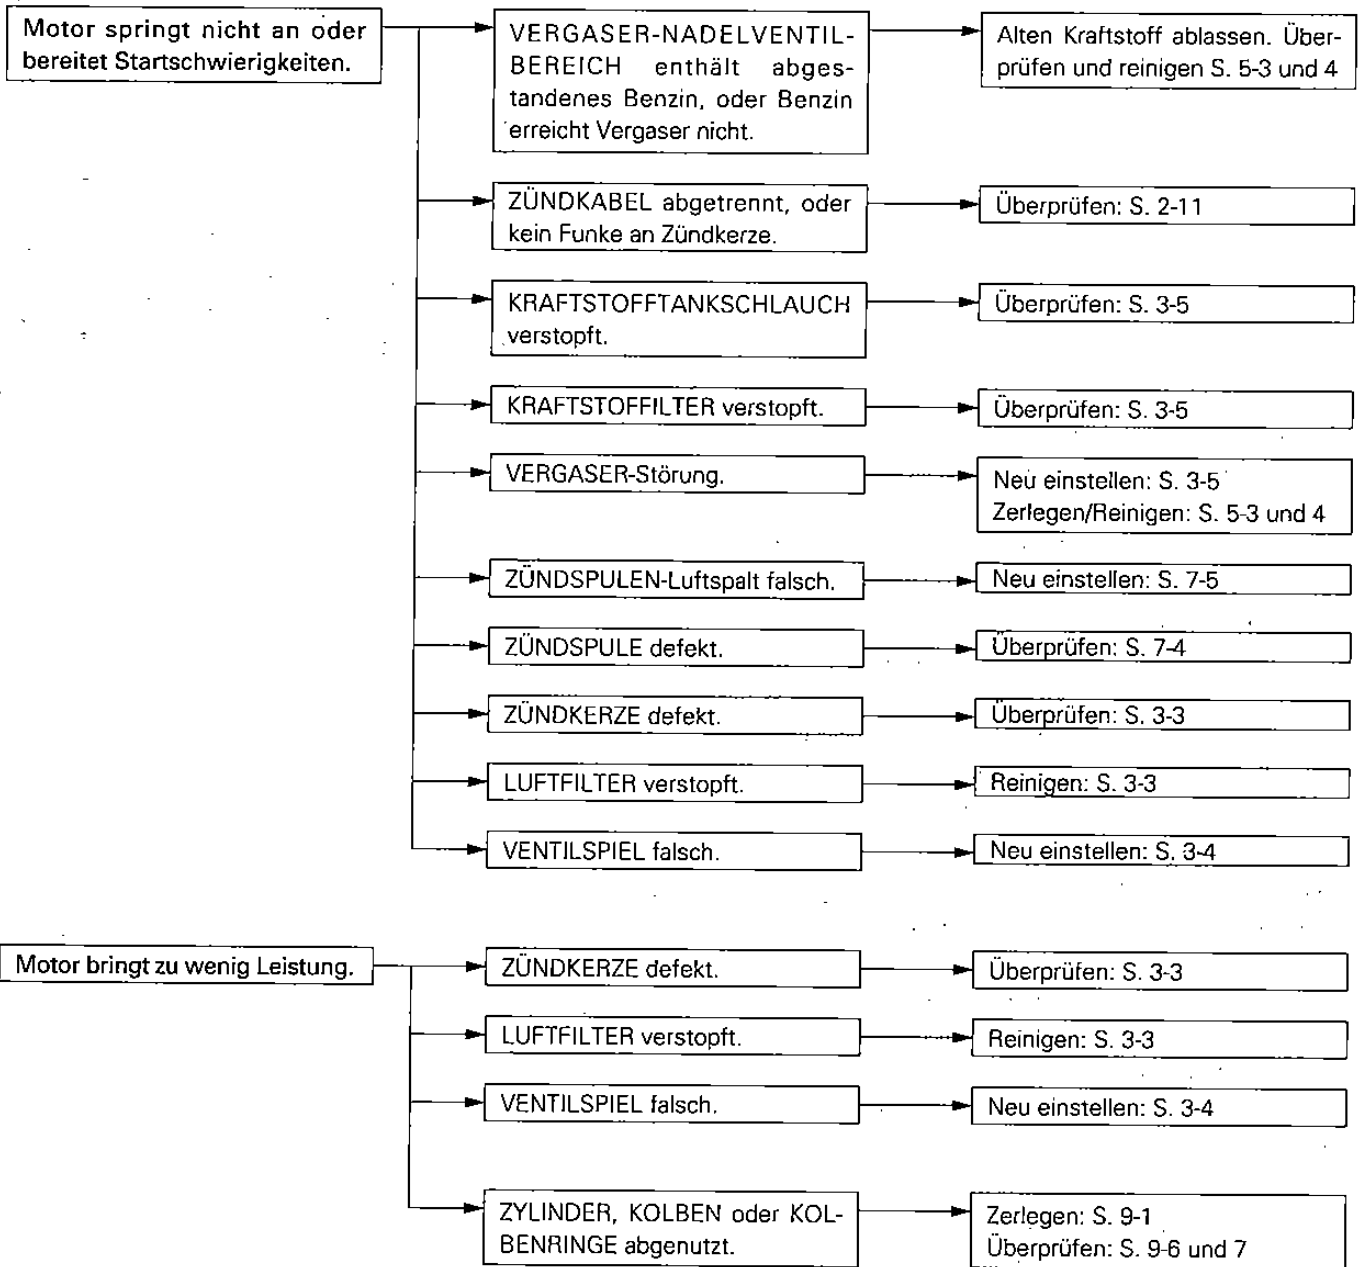 Motor springt nicht an oder
bereitet Startschwierigkeiten.
VERGASER-NADELVENTIL-
BEREICH enthält abges-
tandenes Benzin, oder Benzin
erreicht Vergaser nicht.
Alten Kraftstoff ablassen. Über-
prüfen und reinigen S. 5-3 und 4
ZÜNDKABEL abgetrennt, oder
kein Funke an Zündkerze.
Überprüfen: S. 2-11
KRAFTSTOFFTANKSCHLAUCH
verstopft.
Überprüfen: S. 3-5
KRAFTSTOFFILTER verstopft.
Überprüfen: S. 3-5
VERGASER-Störung.
Neu einstellen: S. 3-5
Zerlegen/Reinigen: S. 5-3 und 4
ZÜNDSPULEN-Luftspalt falsch.
Neu einstellen: S. 7-5
ZÜNDSPULE defekt.
Überprüfen: S. 7-4
ZÜNDKERZE defekt.
Überprüfen: S. 3-3
LUFTFILTER verstopft.
Reinigen: S. 3-3
VENTILSPIEL falsch.
Neu einstellen: S. 3-4
Motor bringt zu wenig Leistung.
ZÜNDKERZE defekt.
Überprüfen: S. 3-3
LUFTFILTER verstopft.
Reinigen: S. 3-3
VENTILSPIEL falsch.
Neu einstellen: S. 3-4
ZYLINDER, KOLBEN oder KOL-
BENRINGE abgenutzt.
Zerlegen: S. 9-1
Überprüfen: S. 9-6 und 7